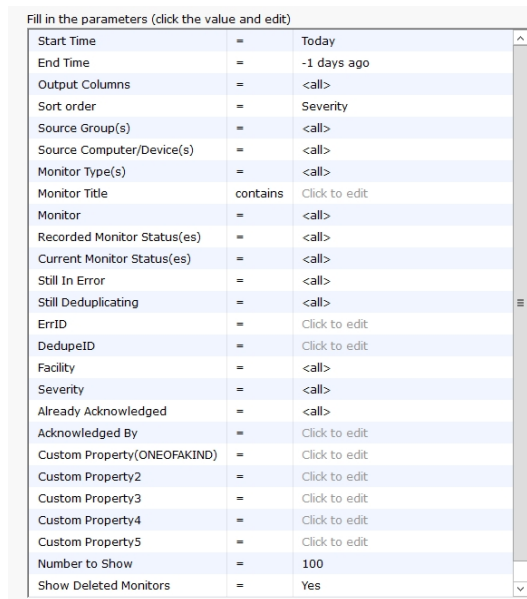 Fill in the parameters (click the value and edit)
Start Time = Today
End Time = -1 days ago
Output Columns = <all>
Sort order = Severity
Source Group(s) = <all>
Source Computer/Device(s) = <all>
Monitor Type(s) = <all>
Monitor Title contains Click to edit
Monitor = <all>
Recorded Monitor Status(es) = <all>
Current Monitor Status(es) = <all>
Still In Error = <all>
Still Deduplicating = <all>
ErrID = Click to edit
DedupeID = Click to edit
Facility = <all>
Severity = <all>
Already Acknowledged = <all>
Acknowledged By = Click to edit
Custom Property(ONEOFAKIND) = Click to edit
Custom Property2 = Click to edit
Custom Property3 = Click to edit
Custom Property4 = Click to edit
Custom Property5 = Click to edit
Number to Show = 100
Show Deleted Monitors = Yes